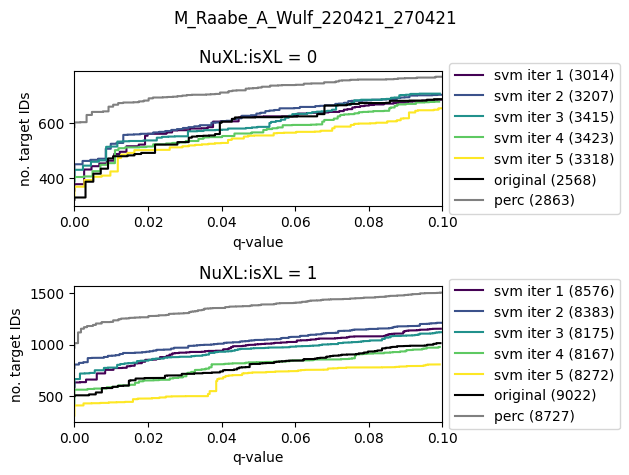 M_Raabe_A_Wulf_220421_270421
NuXL:isXL = 0
no. target IDs
600
400
0.00 0.02 0.04 0.06 0.08 0.10
q-value
svm iter 1 (3014)
svm iter 2 (3207)
svm iter 3 (3415)
svm iter 4 (3423)
svm iter 5 (3318)
original (2568)
perc (2863)
NuXL:isXL = 1
no. target IDs
1500
1000
500
0.00 0.02 0.04 0.06 0.08 0.10
q-value
svm iter 1 (8576)
svm iter 2 (8383)
svm iter 3 (8175)
svm iter 4 (8167)
svm iter 5 (8272)
original (9022)
perc (8727)